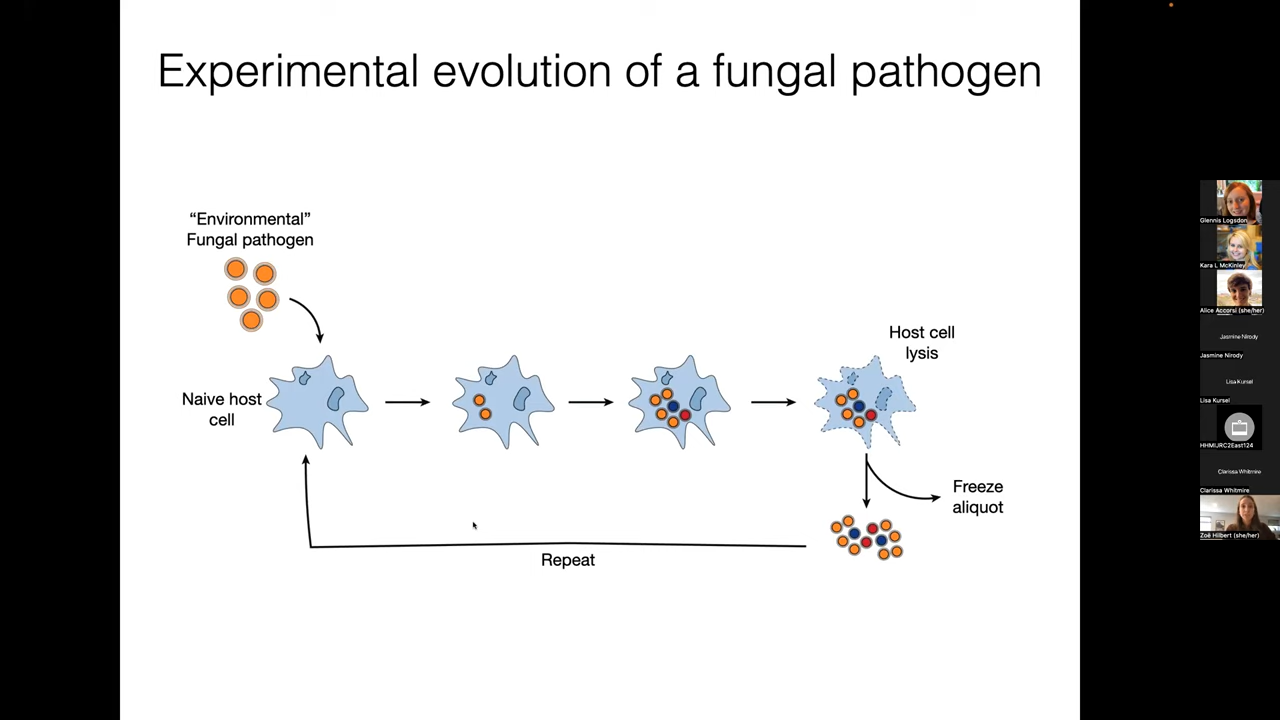 Experimental evolution of a fungal pathogen
“Environmental”
Fungal pathogen
Host cell
lysis
Naive host
cell
Freeze
aliquot
Repeat
Glennis Logsdon
Kara L McKinley
Alice Accorsi (she/her)
Jasmine Nirody
Jasmine Nirody
Lisa Kursel
Lisa Kursel
HHMIJRC2East124
Clarissa Whitmire
Clarissa Whitmire
Zoë Hilbert (she/her)